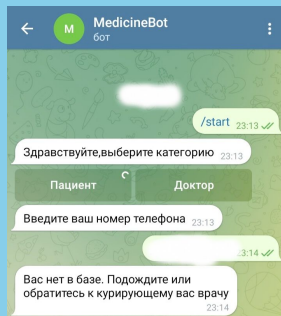 MedicineBot
М
бот
/start 23:13
Здравствуйте,выберите категорию 23:13
Пациент Доктор
Введите ваш номер телефона 23:13
3:14
Вас нет в базе. Подождите или
обратитесь к курирующему вас врачу
23:14